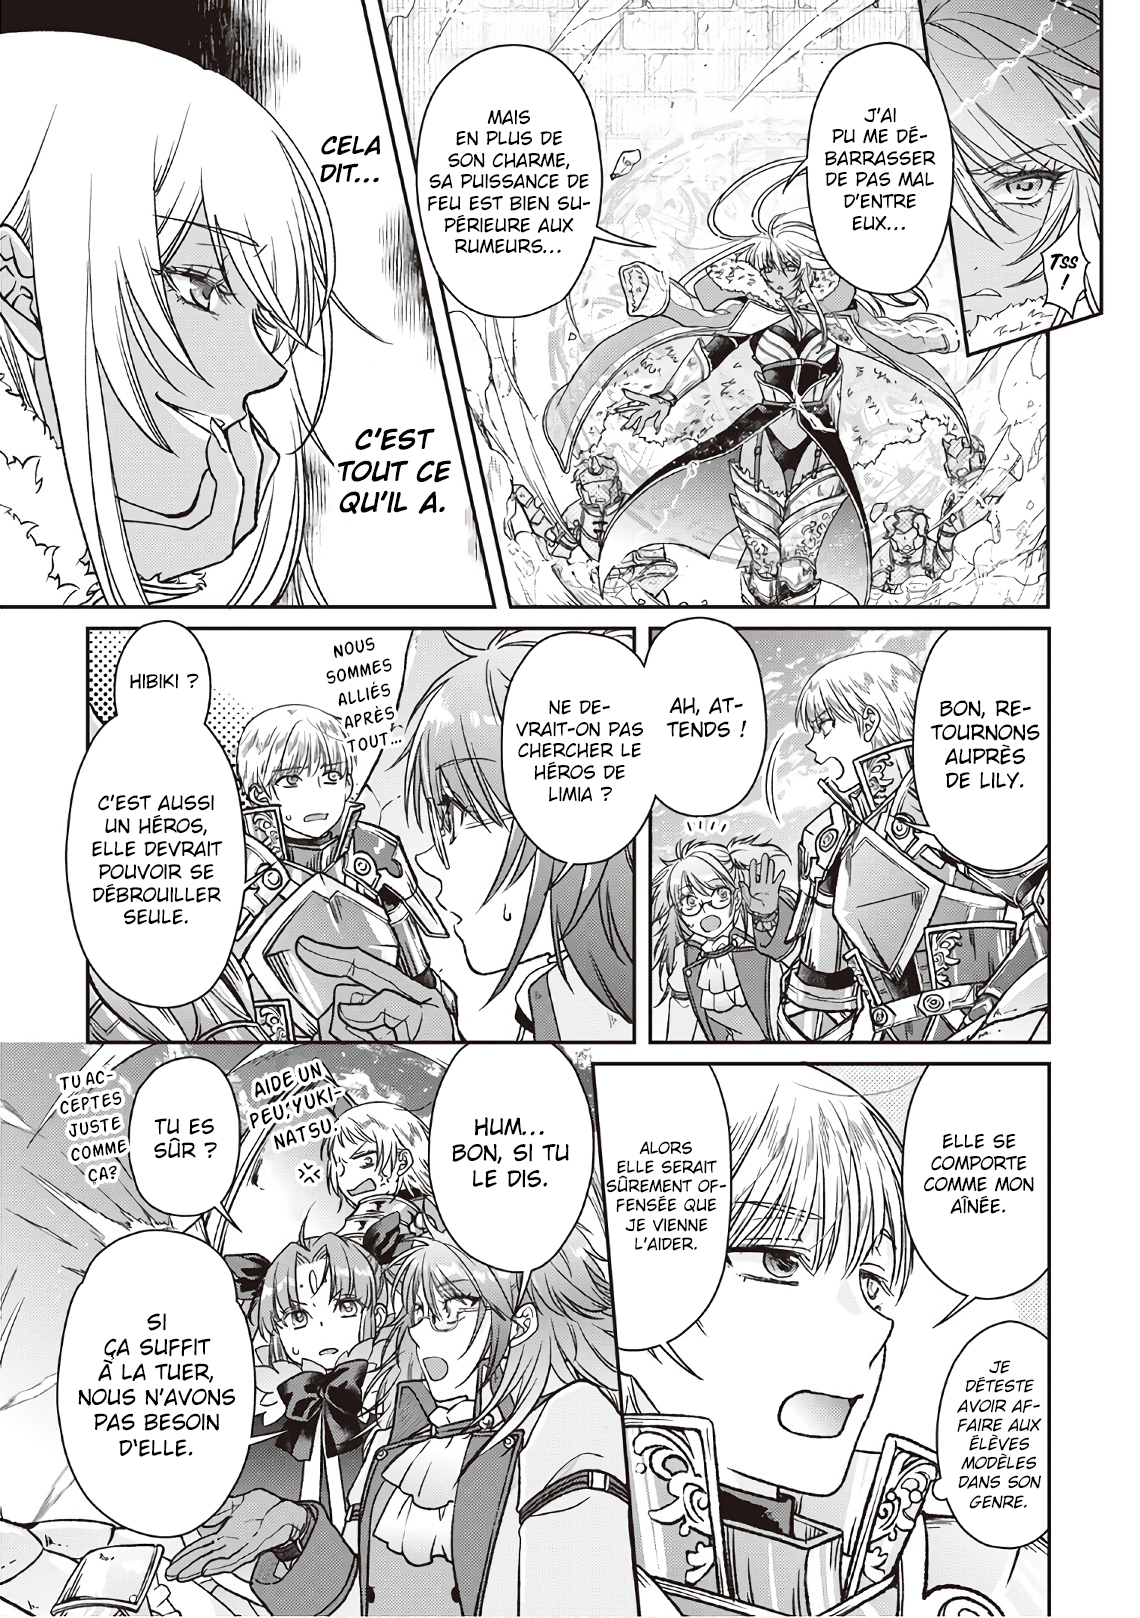 TSS
!
J'AI
PU ME DÉ-
BARRASSER
DE PAS MAL
D'ENTRE
EUX...
MAIS
EN PLUS DE
SON CHARME,
SA PUISSANCE DE
FEU EST BIEN SU-
PÉRIEURE AUX
RUMEURS...
CELA
DIT...
C'EST
TOUT CE
QU'IL A.
BON, RE-
TOURNONS
AUPRÈS
DE LILY.
AH, AT-
TENDS !
NE DE-
VRAIT-ON PAS
CHERCHER LE
HÉROS DE
LIMIA ?
NOUS
SOMMES
ALLIÉS
APRÈS
TOUT...
HIBIKI ?
C'EST AUSSI
UN HÉROS,
ELLE DEVRAIT
POUVOIR SE
DÉBROUILLER
SEULE.
ELLE SE
COMPORTE
COMME MON
AÎNÉE.
JE
DÉTESTE
AVOIR AF-
FAIRE AUX
ÉLÈVES
MODÈLES
DANS SON
GENRE.
ALORS
ELLE SERAIT
SÛREMENT OF-
FENSÉE QUE
JE VIENNE
L'AIDER.
HUM...
BON, SI TU
LE DIS.
AIDE UN
PEU, YUKI-
NATSU.
TU ES
SÛR ?
TU AC-
CEPTES
JUSTE
COMME
ÇA?
SI
ÇA SUFFIT
À LA TUER,
NOUS N'AVONS
PAS BESOIN
D'ELLE.